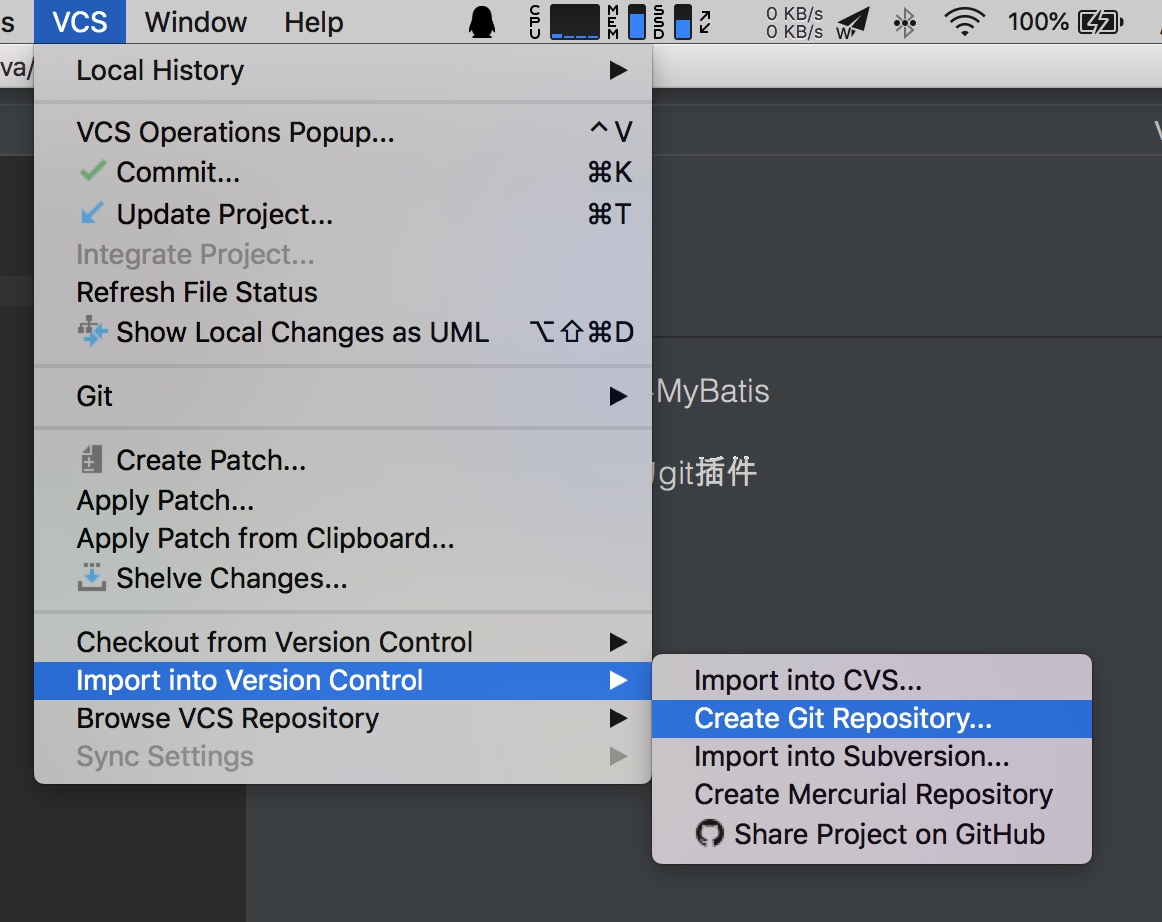 s VCS Window Help CPU MEM SSD 0 KB/s 0 KB/s W 100%
va/
Local History
VCS Operations Popup... ^V
Commit... ⌘K
Update Project... ⌘T
Integrate Project...
Refresh File Status
Show Local Changes as UML ⌥⇧⌘D
Git
-MyBatis
Create Patch...
git插件
Apply Patch...
Apply Patch from Clipboard...
Shelve Changes...
Checkout from Version Control
Import into Version Control
Import into CVS...
Browse VCS Repository
Create Git Repository...
Sync Settings
Import into Subversion...
Create Mercurial Repository
Share Project on GitHub